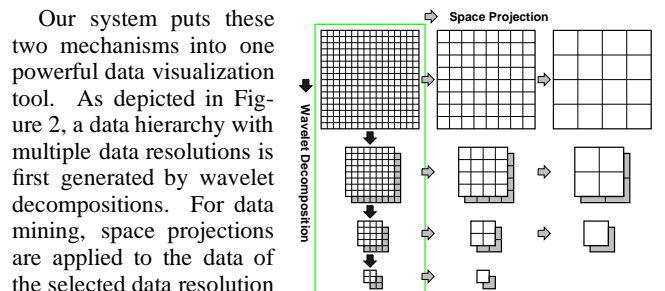 Our system puts these
two mechanisms into one
powerful data visualization
tool. As depicted in Fig-
ure 2, a data hierarchy with
multiple data resolutions is
first generated by wavelet
decompositions. For data
mining, space projections
are applied to the data of
the selected data resolution
Space Projection
Wavelet Decomposition